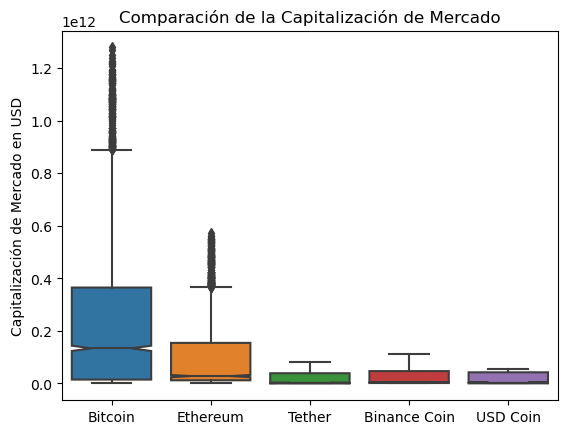 Comparación de la Capitalización de Mercado
1e12
Capitalización de Mercado en USD
1.2
1.0
0.8
0.6
0.4
0.2
0.0
Bitcoin Ethereum Tether Binance Coin USD Coin